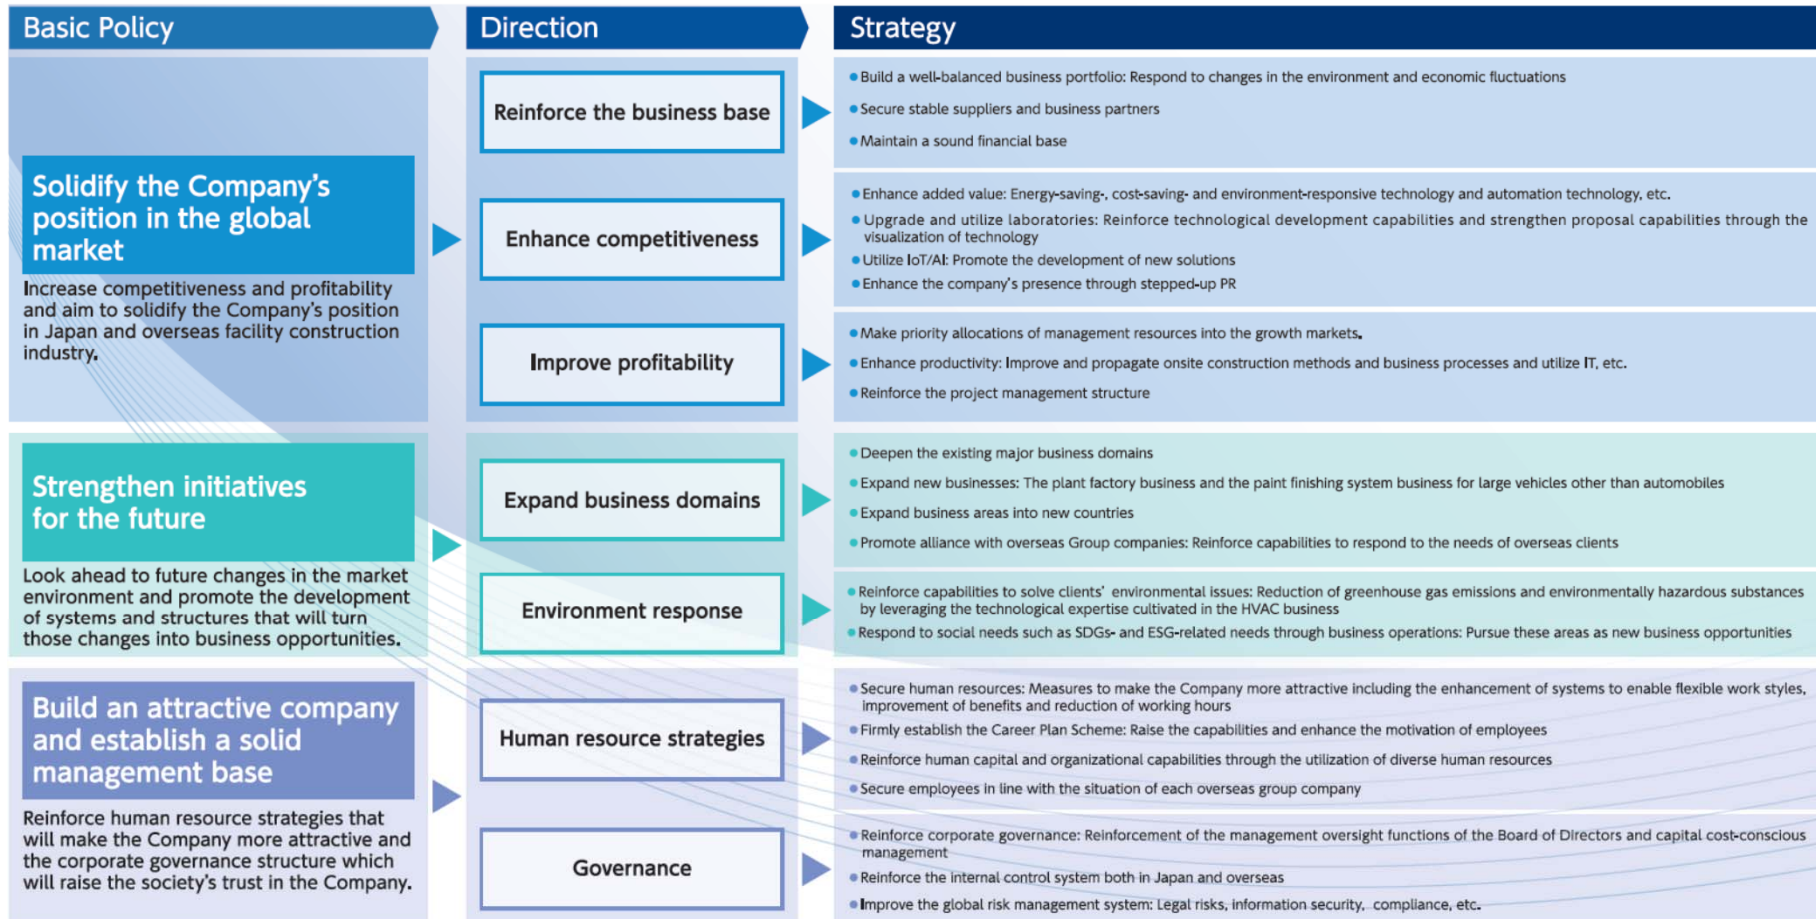 Basic Policy
Direction
Strategy
Solidify the Company's
position in the global
market
Increase competitiveness and profitability
and aim to solidify the Company's position
in Japan and overseas facility construction
industry.
Reinforce the business base
• Build a well-balanced business portfolio: Respond to changes in the environment and economic fluctuations
• Secure stable suppliers and business partners
• Maintain a sound financial base
Enhance competitiveness
• Enhance added value: Energy-saving-, cost-saving- and environment-responsive technology and automation technology, etc.
• Upgrade and utilize laboratories: Reinforce technological development capabilities and strengthen proposal capabilities through the
visualization of technology
• Utilize IoT/AI: Promote the development of new solutions
• Enhance the company's presence through stepped-up PR
Improve profitability
• Make priority allocations of management resources into the growth markets.
• Enhance productivity: Improve and propagate onsite construction methods and business processes and utilize IT, etc.
• Reinforce the project management structure
Strengthen initiatives
for the future
Look ahead to future changes in the market
environment and promote the development
of systems and structures that will turn
those changes into business opportunities.
Expand business domains
• Deepen the existing major business domains
• Expand new businesses: The plant factory business and the paint finishing system business for large vehicles other than automobiles
• Expand business areas into new countries
• Promote alliance with overseas Group companies: Reinforce capabilities to respond to the needs of overseas clients
Environment response
• Reinforce capabilities to solve clients' environmental issues: Reduction of greenhouse gas emissions and environmentally hazardous substances
by leveraging the technological expertise cultivated in the HVAC business
• Respond to social needs such as SDGs- and ESG-related needs through business operations: Pursue these areas as new business opportunities
Build an attractive company
and establish a solid
management base
Reinforce human resource strategies that
will make the Company more attractive and
the corporate governance structure which
will raise the society's trust in the Company.
Human resource strategies
• Secure human resources: Measures to make the Company more attractive including the enhancement of systems to enable flexible work styles,
improvement of benefits and reduction of working hours
• Firmly establish the Career Plan Scheme: Raise the capabilities and enhance the motivation of employees
• Reinforce human capital and organizational capabilities through the utilization of diverse human resources
• Secure employees in line with the situation of each overseas group company
Governance
• Reinforce corporate governance: Reinforcement of the management oversight functions of the Board of Directors and capital cost-conscious
management
• Reinforce the internal control system both in Japan and overseas
• Improve the global risk management system: Legal risks, information security, compliance, etc.